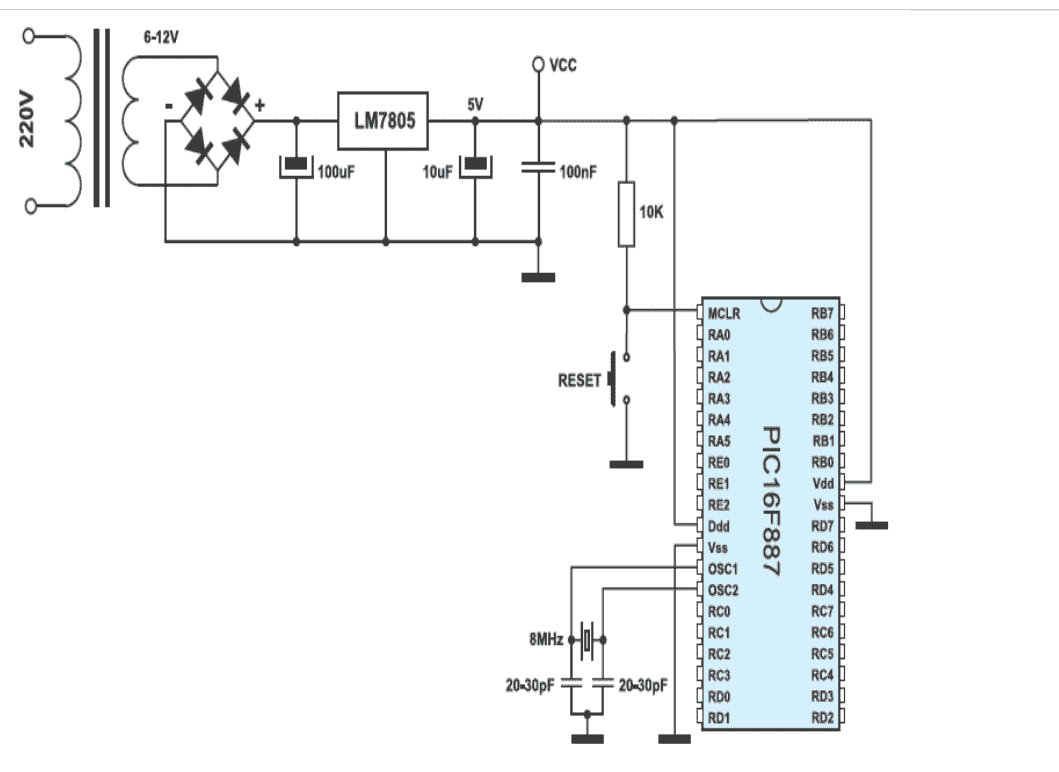 6-12V
220V
-
+
LM7805
5V
VCC
100uF
10uF
100nF
10K
RESET
MCLR
RA0
RA1
RA2
RA3
RA4
RA5
RE0
RE1
RE2
Ddd
Vss
OSC1
OSC2
RC0
RC1
RC2
RC3
RD0
RD1
PIC16F887
RB7
RB6
RB5
RB4
RB3
RB2
RB1
RB0
Vdd
Vss
RD7
RD6
RD5
RD4
RC7
RC6
RC5
RC4
RD3
RD2
8MHz
20-30pF
20-30pF